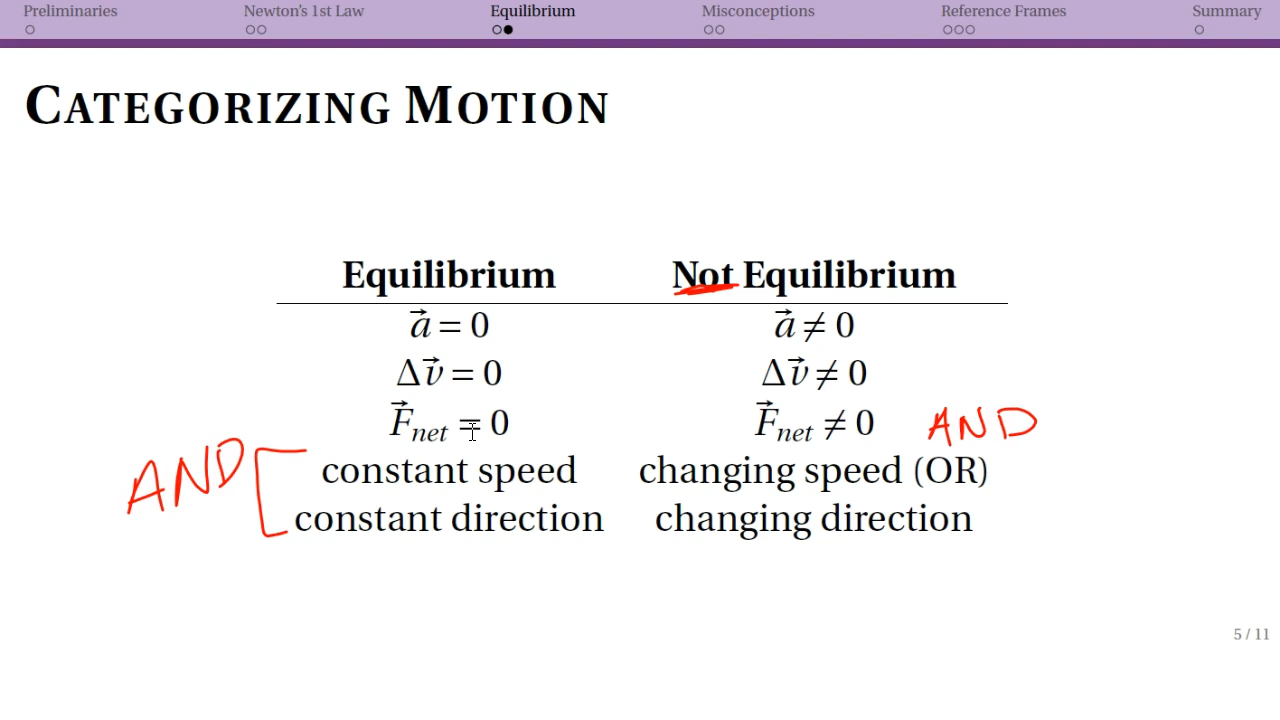 Preliminaries Newton's 1st Law Equilibrium Misconceptions Reference Frames Summary
CATEGORIZING MOTION
Equilibrium Not Equilibrium
a⃗ = 0 a⃗ ≠ 0
Δv⃗ = 0 Δv⃗ ≠ 0
F⃗net = 0 F⃗net ≠ 0 AND
AND constant speed changing speed (OR)
constant direction changing direction
5 / 11